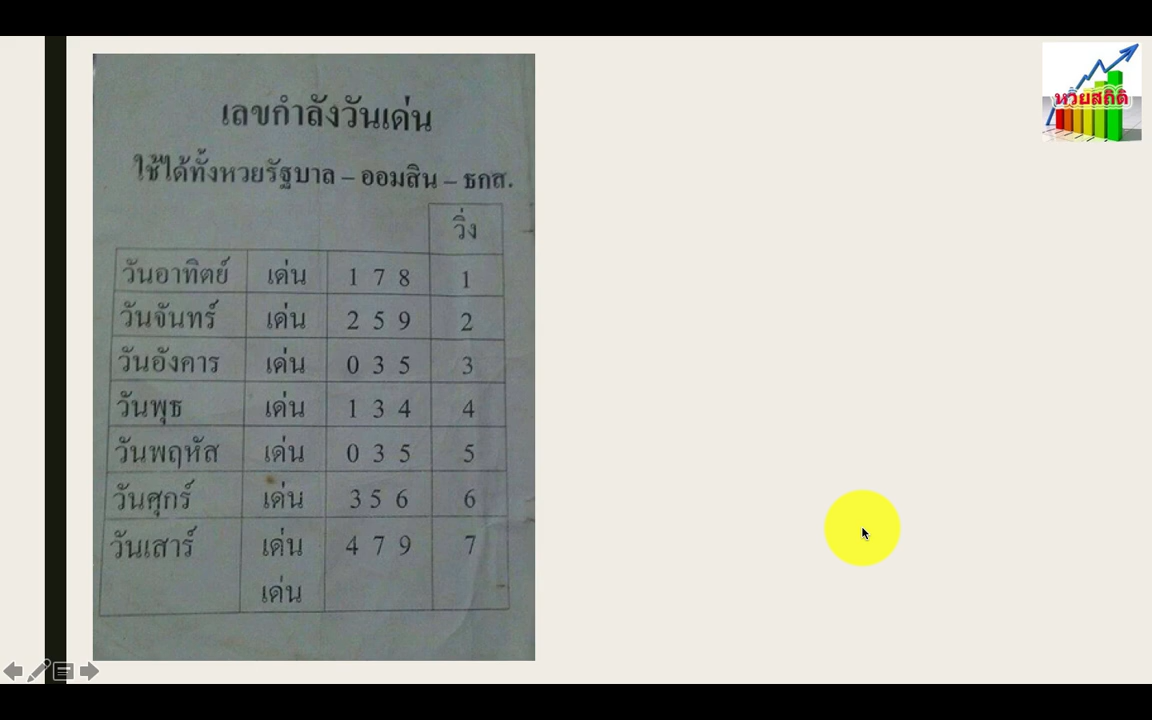 เลขกำลังวันเด่น
ใช้ได้ทั้งหวยรัฐบาล – ออมสิน – ธกส.
วิ่ง
วันอาทิตย์ เด่น 1 7 8 1
วันจันทร์ เด่น 2 5 9 2
วันอังคาร เด่น 0 3 5 3
วันพุธ เด่น 1 3 4 4
วันพฤหัส เด่น 0 3 5 5
วันศุกร์ เด่น 3 5 6 6
วันเสาร์ เด่น 4 7 9 7
เด่น
หวยสถิติ